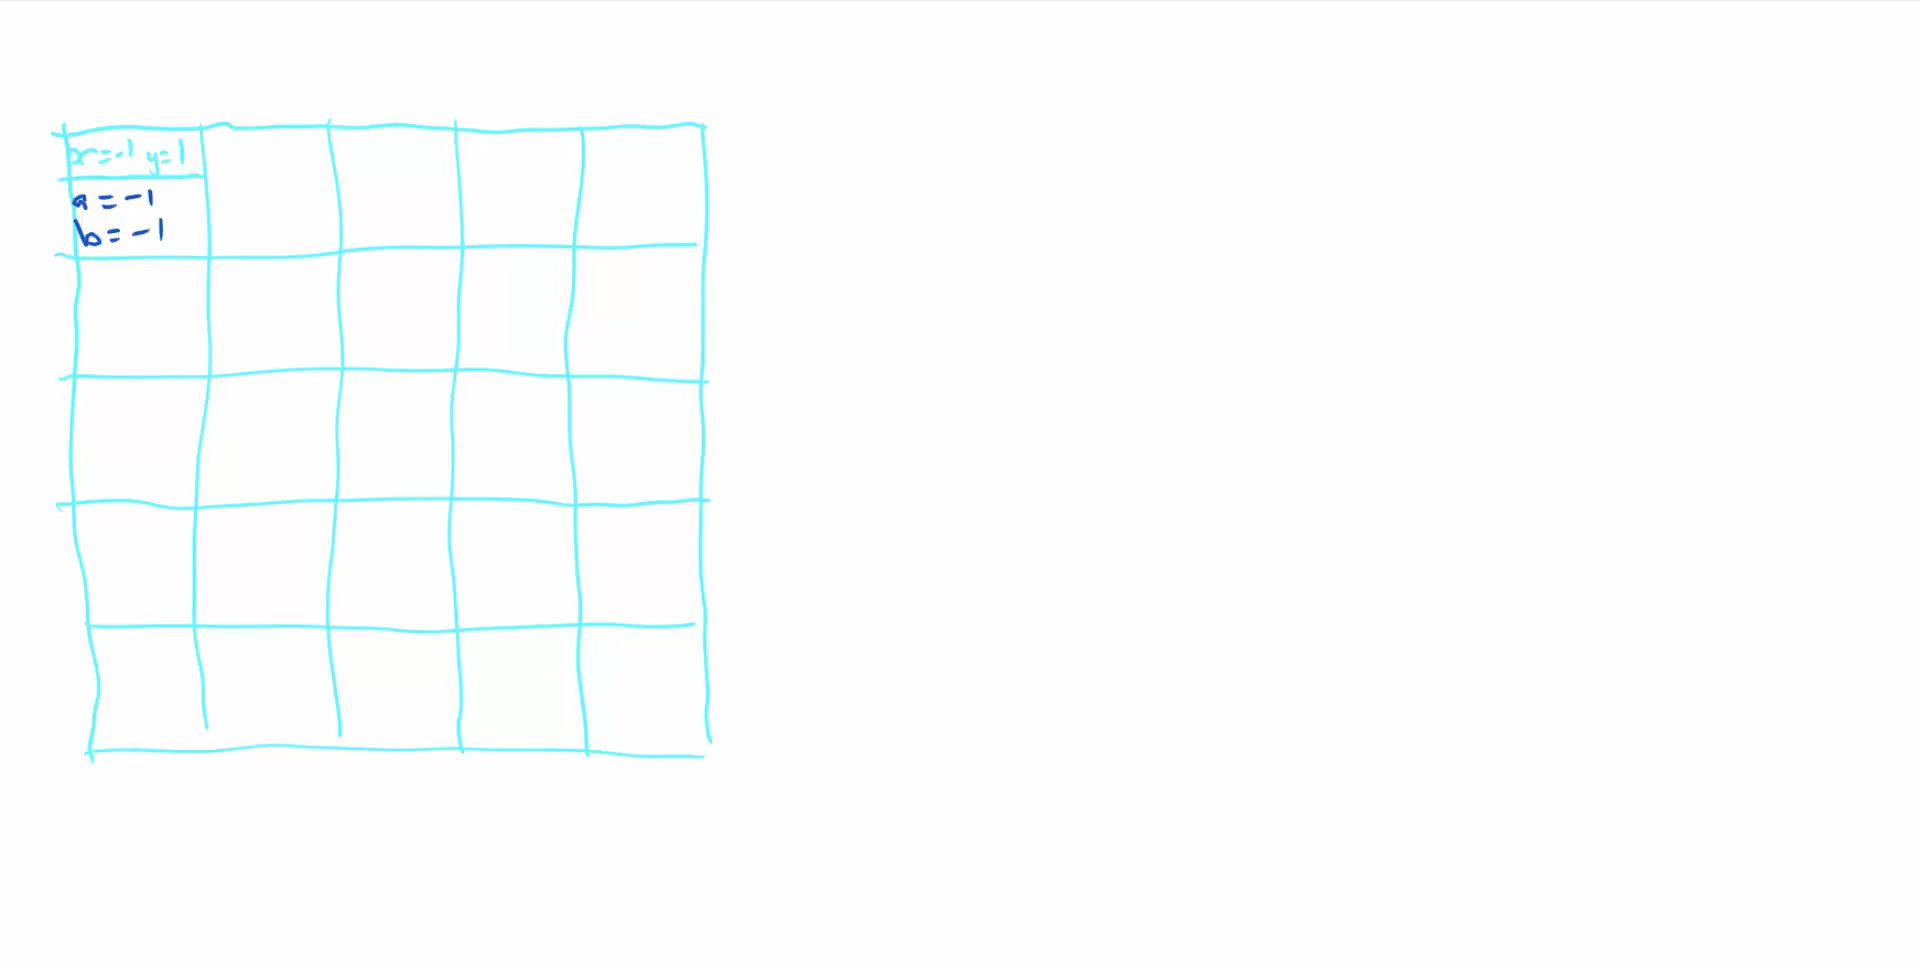 x=-1 y=1
a = -1
b = -1